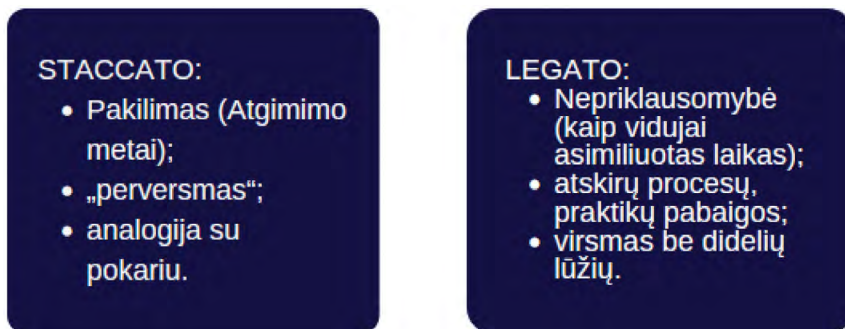 STACCATO:
• Pakilimas (Atgimimo
metai);
• „perversmas“;
• analogija su
pokariu.
LEGATO:
• Nepriklausomybė
(kaip vidujai
asimiliuotas laikas);
• atskirų procesų,
praktikų pabaigos;
• virsmas be didelių
lūžių.